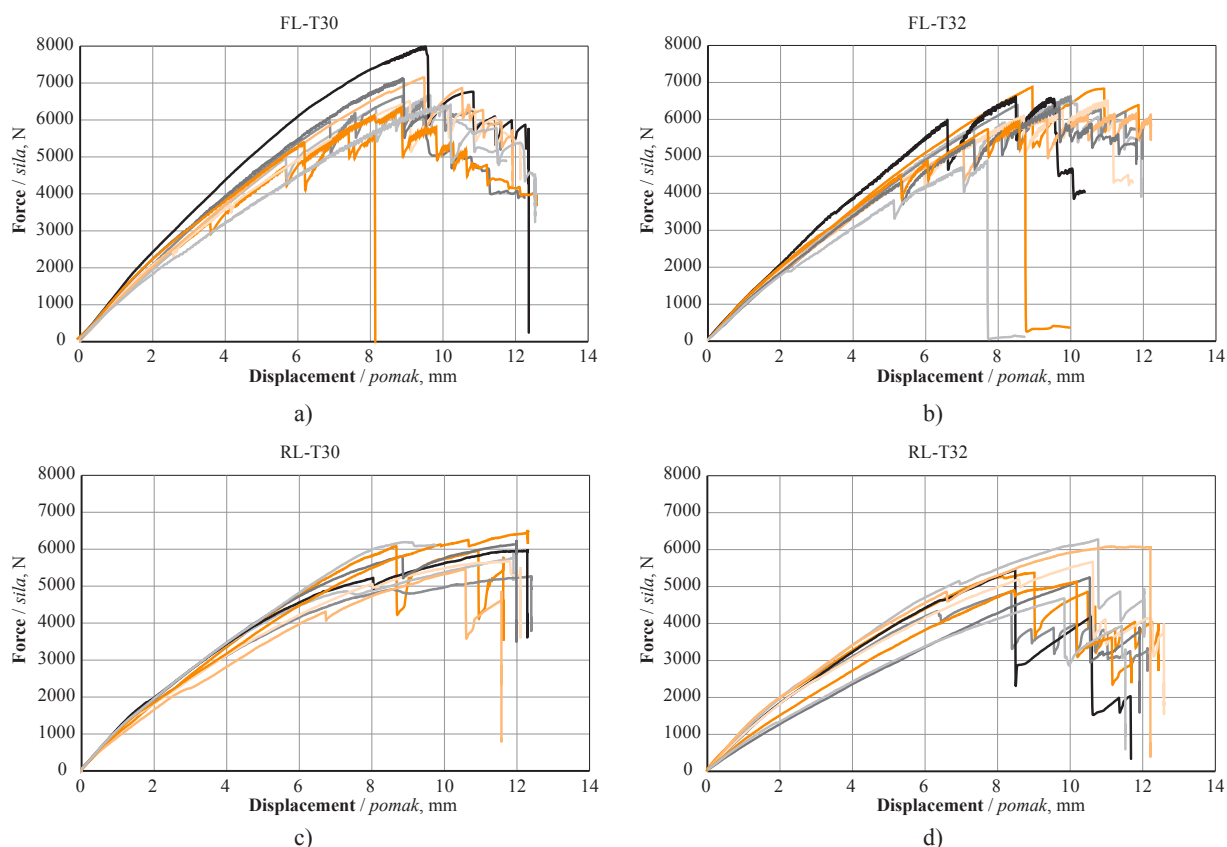 FL-T30
8000
7000
6000
5000
4000
3000
2000
1000
0
Force / sila, N
0 2 4 6 8 10 12 14
Displacement / pomak, mm
a)
FL-T32
8000
7000
6000
5000
4000
3000
2000
1000
0
Force / sila, N
0 2 4 6 8 10 12 14
Displacement / pomak, mm
b)
RL-T30
8000
7000
6000
5000
4000
3000
2000
1000
0
Force / sila, N
0 2 4 6 8 10 12 14
Displacement / pomak, mm
c)
RL-T32
8000
7000
6000
5000
4000
3000
2000
1000
0
Force / sila, N
0 2 4 6 8 10 12 14
Displacement / pomak, mm
d)